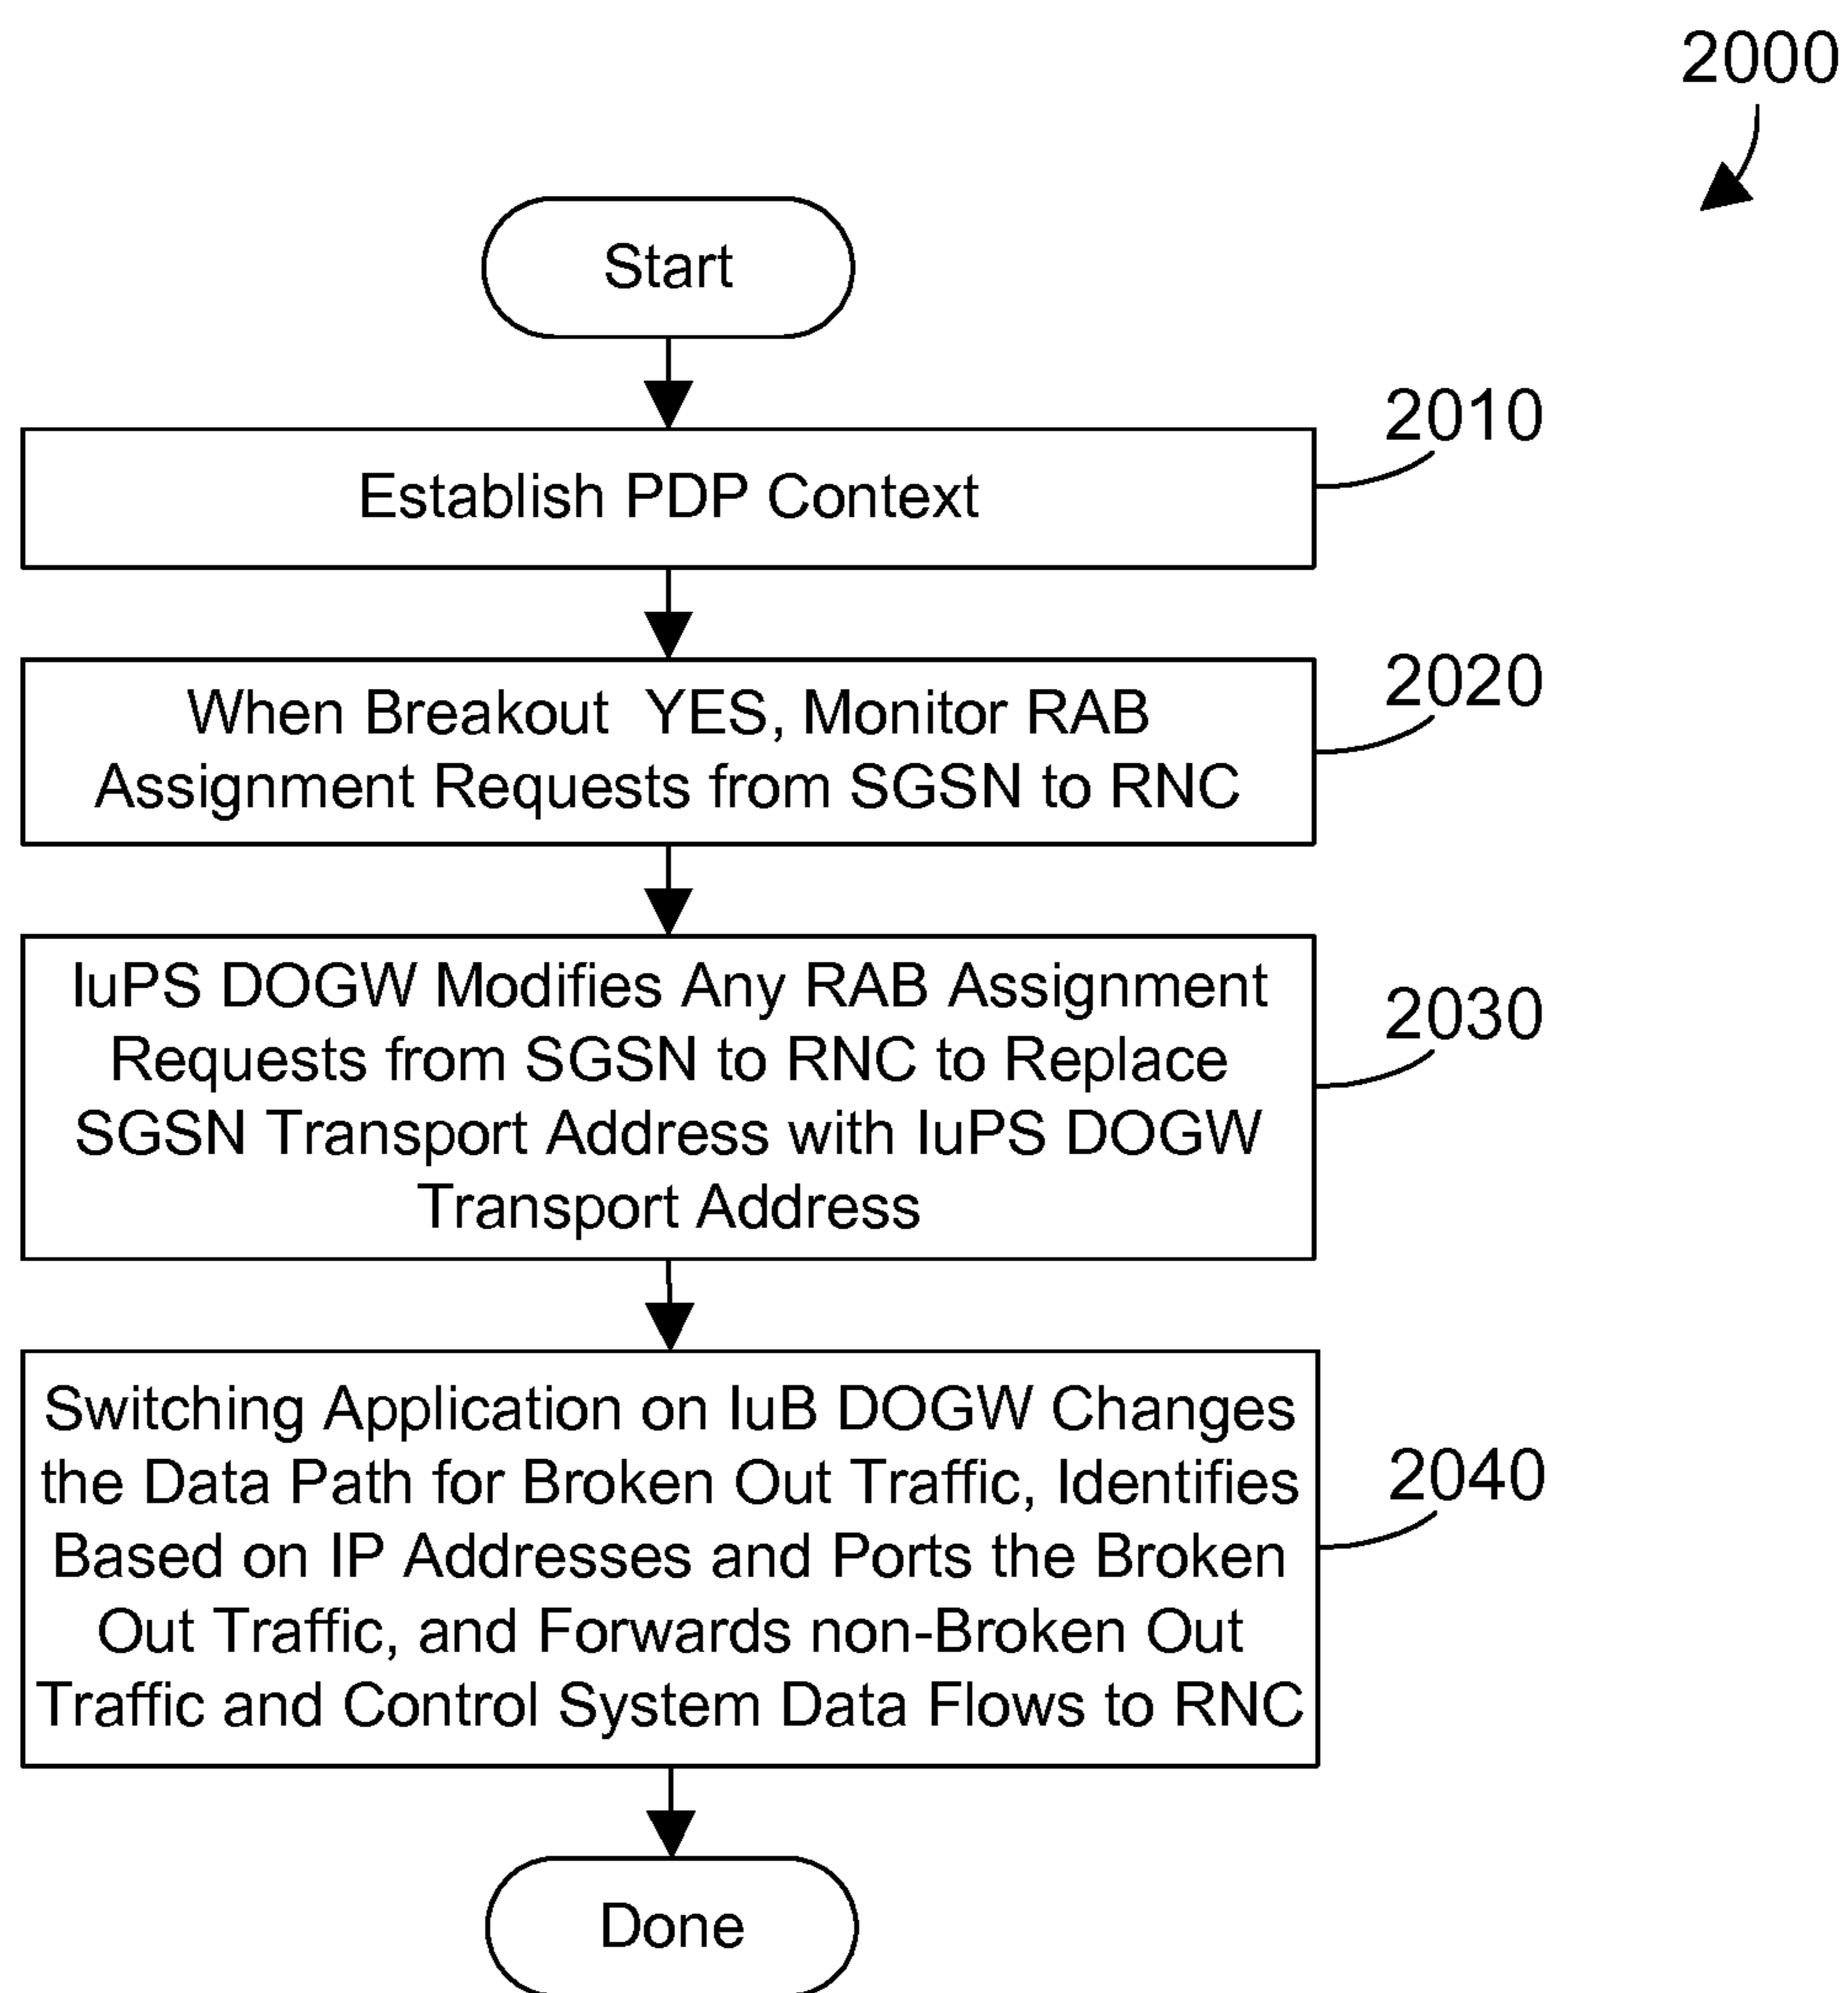 2000
Start
2010
Establish PDP Context
2020
When Breakout YES, Monitor RAB
Assignment Requests from SGSN to RNC
IuPS DOGW Modifies Any RAB Assignment
2030
Requests from SGSN to RNC to Replace
SGSN Transport Address with IuPS DOGW
Transport Address
Switching Application on IuB DOGW Changes
2040
the Data Path for Broken Out Traffic, Identifies
Based on IP Addresses and Ports the Broken
Out Traffic, and Forwards non-Broken Out
Traffic and Control System Data Flows to RNC
Done